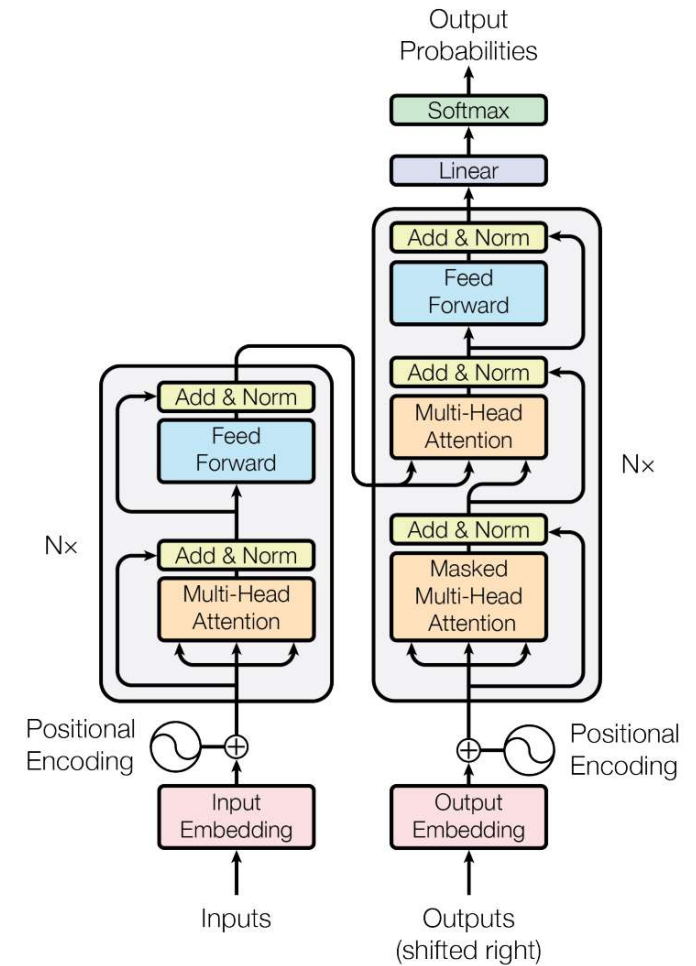 Output
Probabilities
Softmax
Linear
Add & Norm
Feed
Forward
Add & Norm
Multi-Head
Attention
Add & Norm
Masked
Multi-Head
Attention
N×
Add & Norm
Feed
Forward
Add & Norm
Multi-Head
Attention
Nx
Positional
Encoding
Positional
Encoding
Input
Embedding
Output
Embedding
Inputs
Outputs
(shifted right)